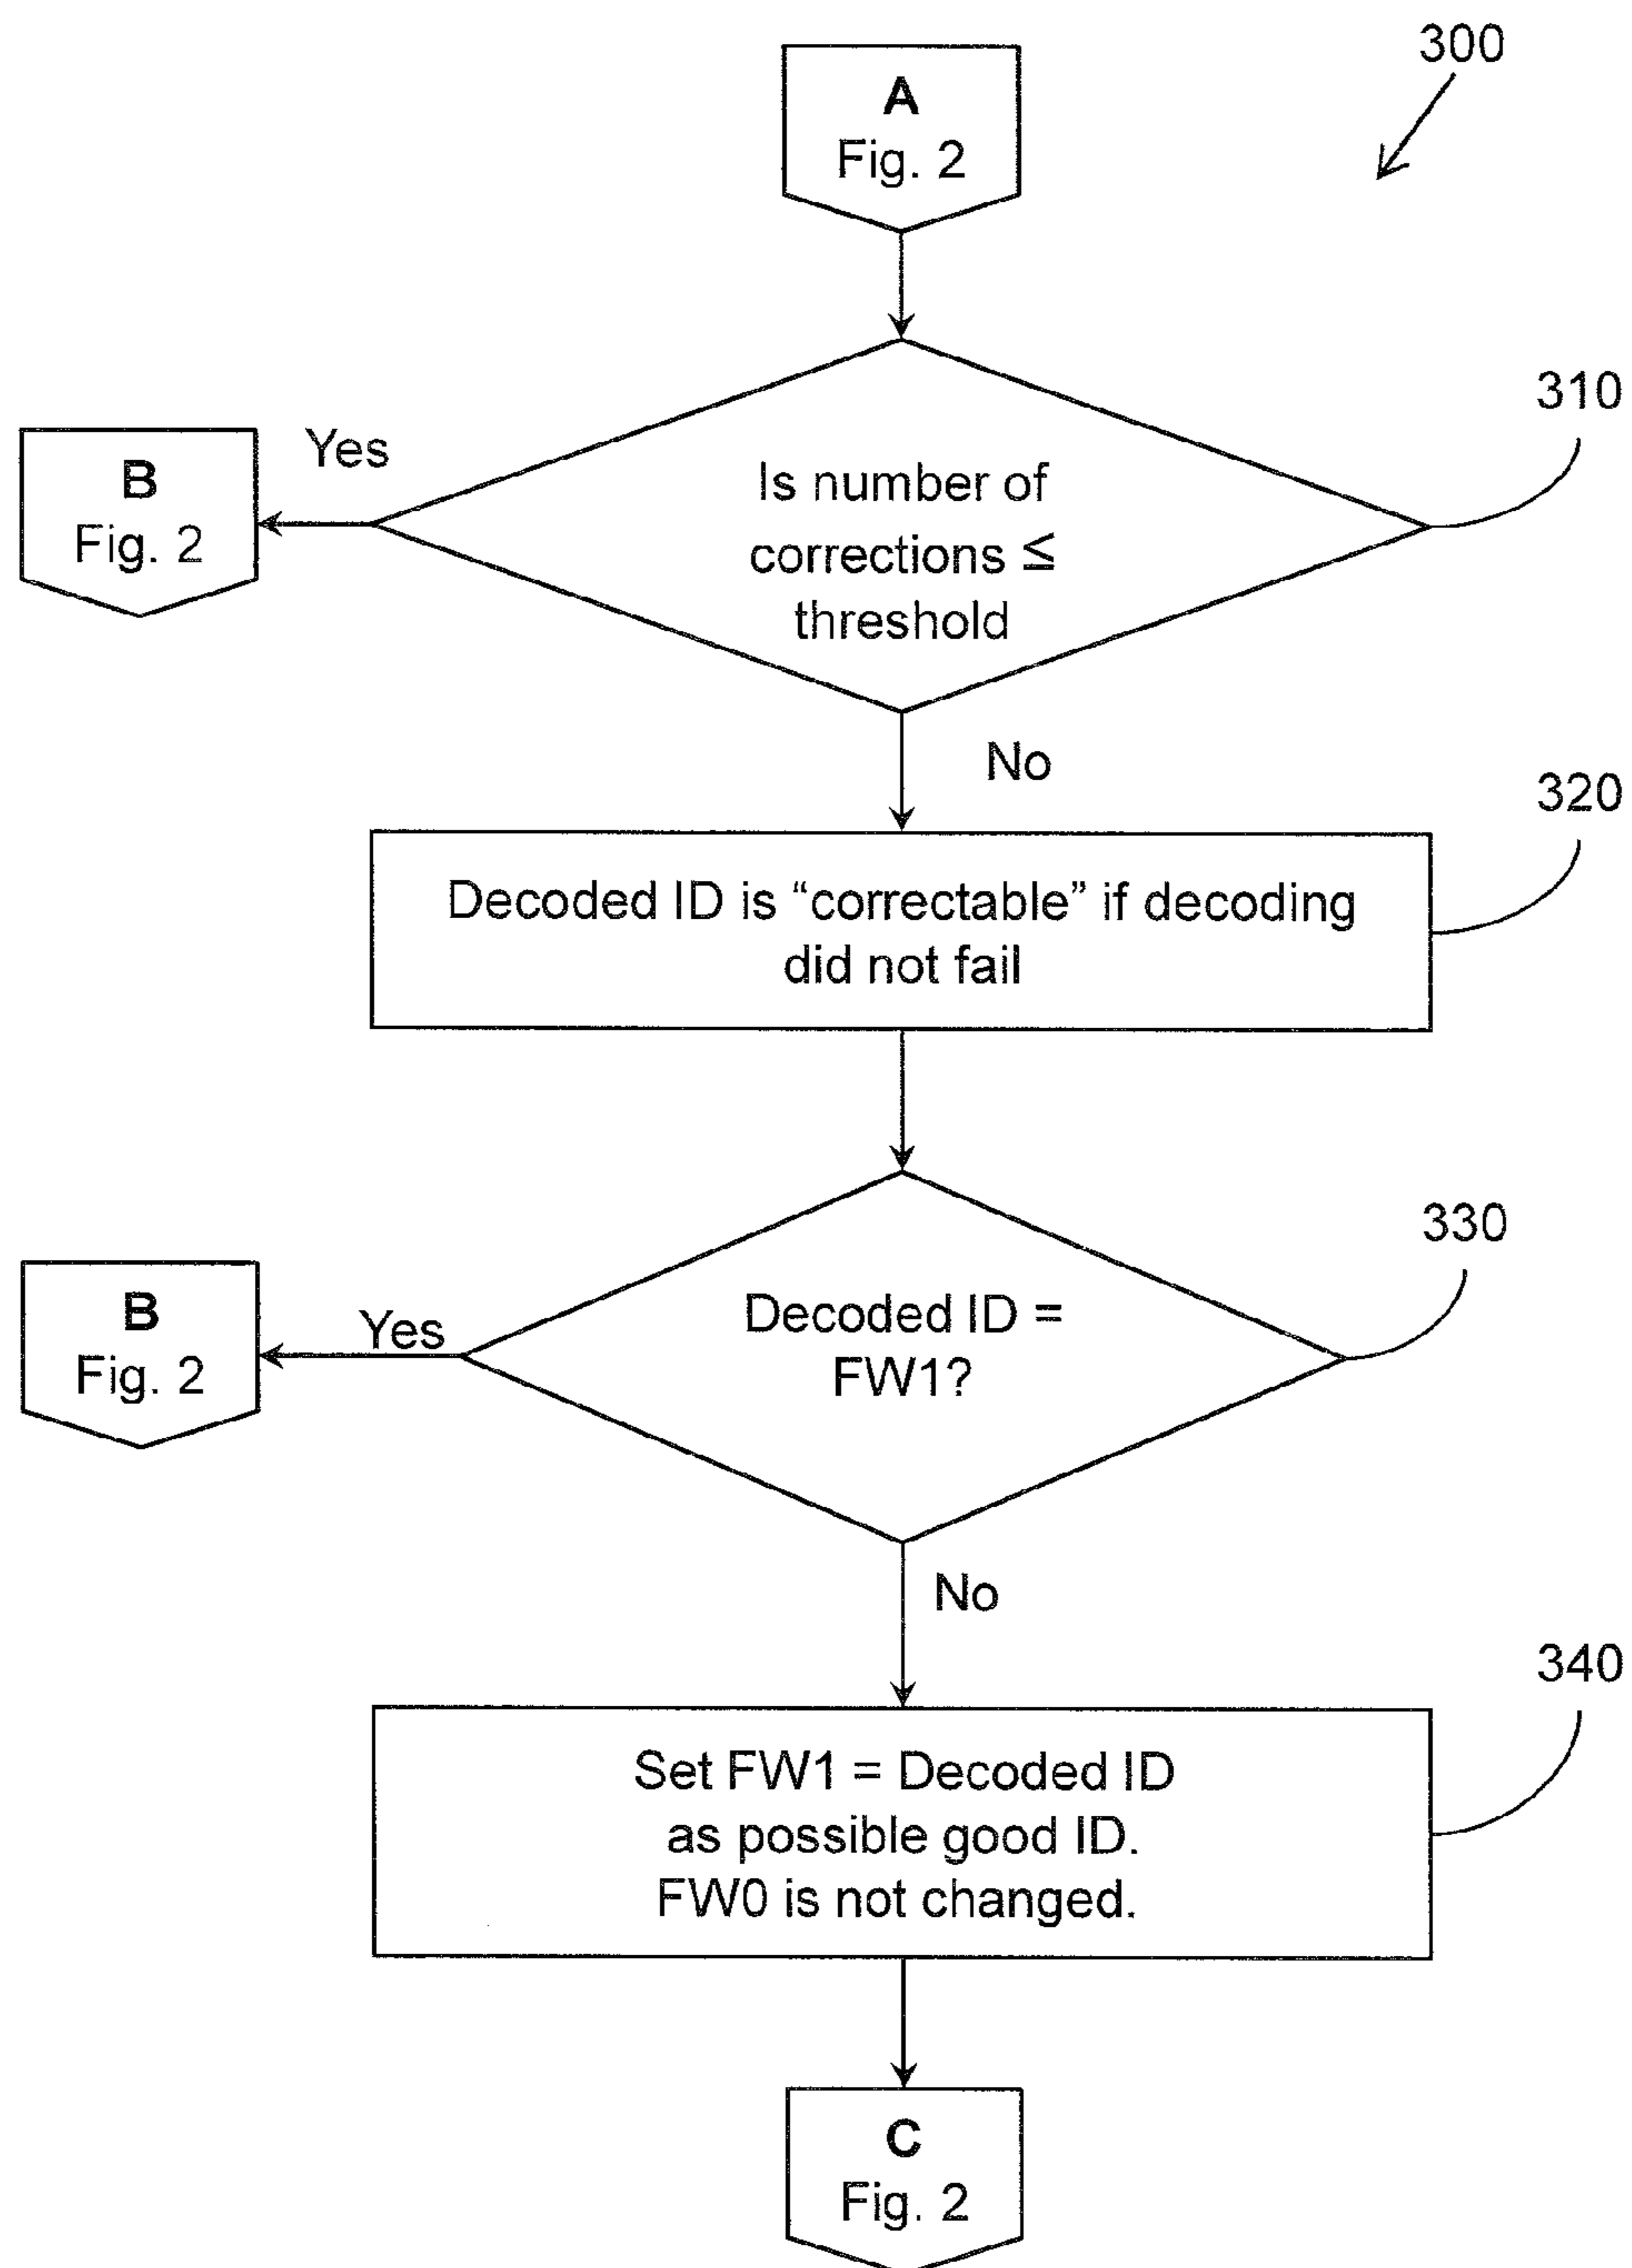 300
A
Fig. 2
310
Yes
B
Fig. 2
Is number of
corrections ≤
threshold
No
320
Decoded ID is “correctable” if decoding
did not fail
330
B
Fig. 2
Yes
Decoded ID =
FW1?
No
340
Set FW1 = Decoded ID
as possible good ID.
FW0 is not changed.
C
Fig. 2